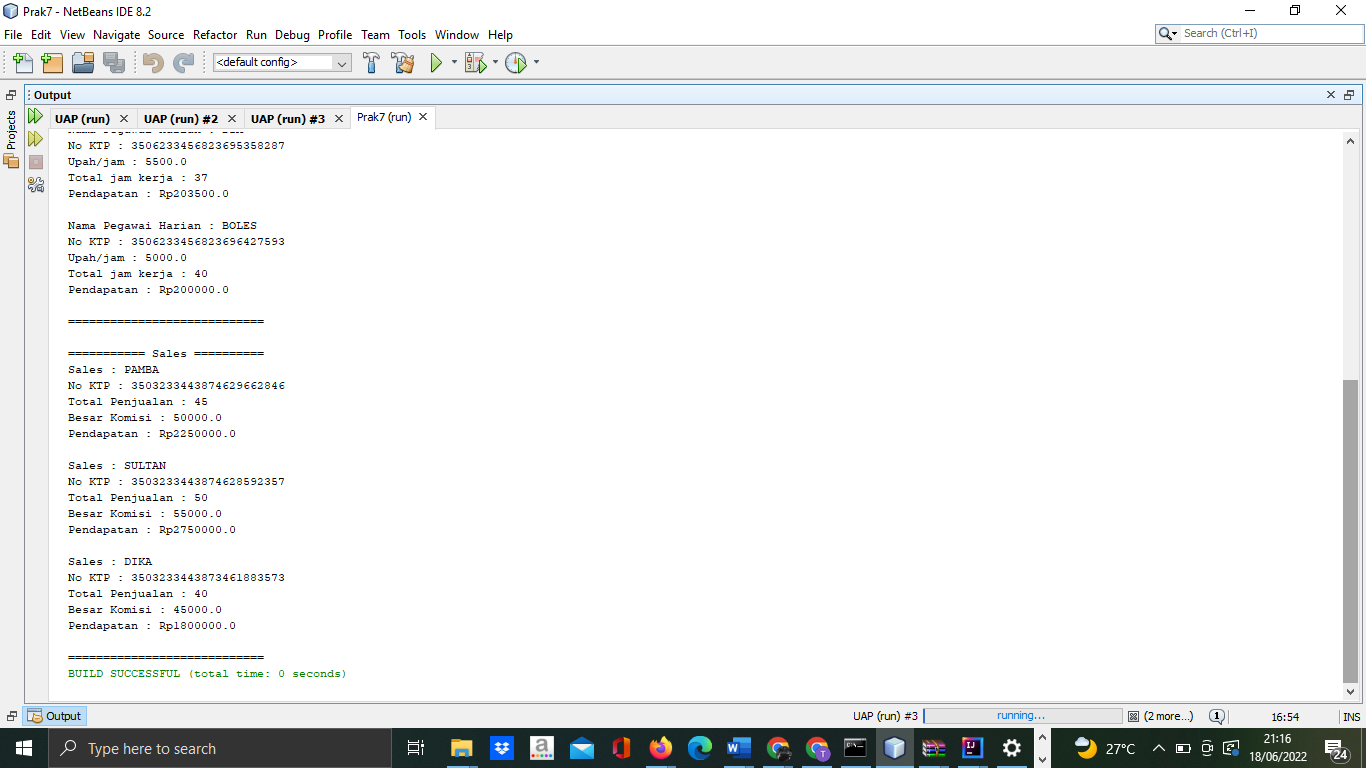 Prak7 - NetBeans IDE 8.2
File Edit View Navigate Source Refactor Run Debug Profile Team Tools Window Help
Search (Ctrl+I)
<default config>
Output
Projects
UAP (run) UAP (run) #2 UAP (run) #3 Prak7 (run)
Nama Pegawai Harian :
No KTP : 3506233456823695358287
Upah/jam : 5500.0
Total jam kerja : 37
Pendapatan : Rp203500.0
Nama Pegawai Harian : BOLES
No KTP : 3506233456823696427593
Upah/jam : 5000.0
Total jam kerja : 40
Pendapatan : Rp200000.0
============================
=========== Sales ==========
Sales : PAMBA
No KTP : 3503233443874629662846
Total Penjualan : 45
Besar Komisi : 50000.0
Pendapatan : Rp2250000.0
Sales : SULTAN
No KTP : 3503233443874628592357
Total Penjualan : 50
Besar Komisi : 55000.0
Pendapatan : Rp2750000.0
Sales : DIKA
No KTP : 3503233443873461883573
Total Penjualan : 40
Besar Komisi : 45000.0
Pendapatan : Rp1800000.0
============================
BUILD SUCCESSFUL (total time: 0 seconds)
Output
UAP (run) #3 running... (2 more...) 1 16:54 INS
Type here to search
27°C
21:16
18/06/2022
24